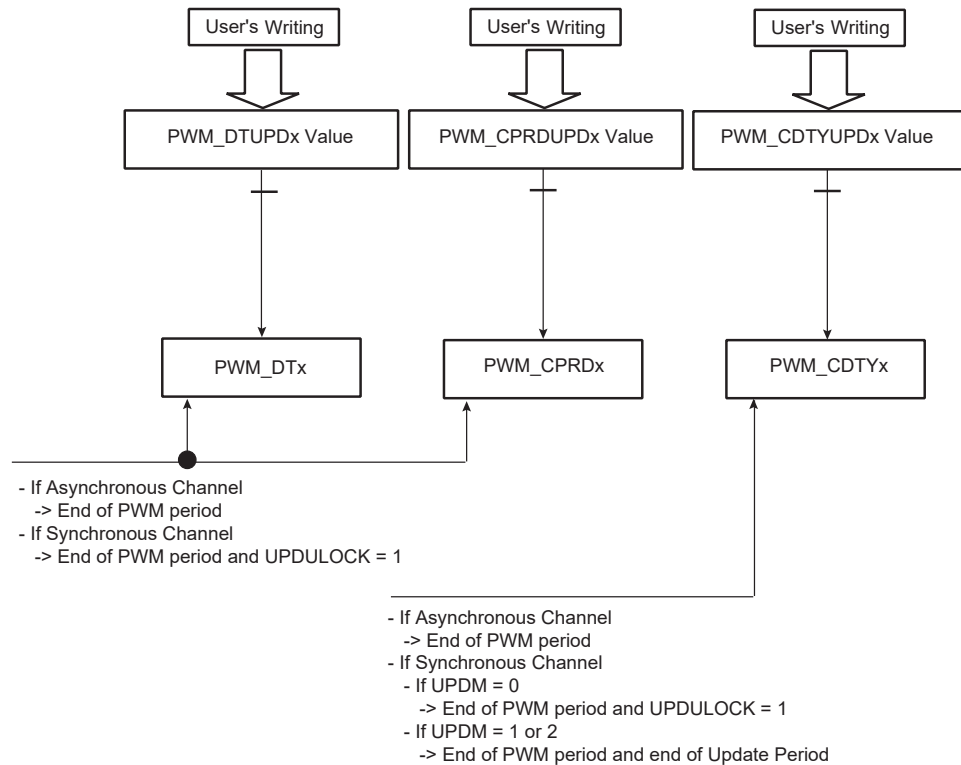 User's Writing
User's Writing
User's Writing
PWM_DTUPDx Value
PWM_CPRDUPDx Value
PWM_CDTYUPDx Value
PWM_DTx
PWM_CPRDx
PWM_CDTYx
- If Asynchronous Channel
-> End of PWM period
- If Synchronous Channel
-> End of PWM period and UPDULOCK = 1
- If Asynchronous Channel
-> End of PWM period
- If Synchronous Channel
- If UPDM = 0
-> End of PWM period and UPDULOCK = 1
- If UPDM = 1 or 2
-> End of PWM period and end of Update Period